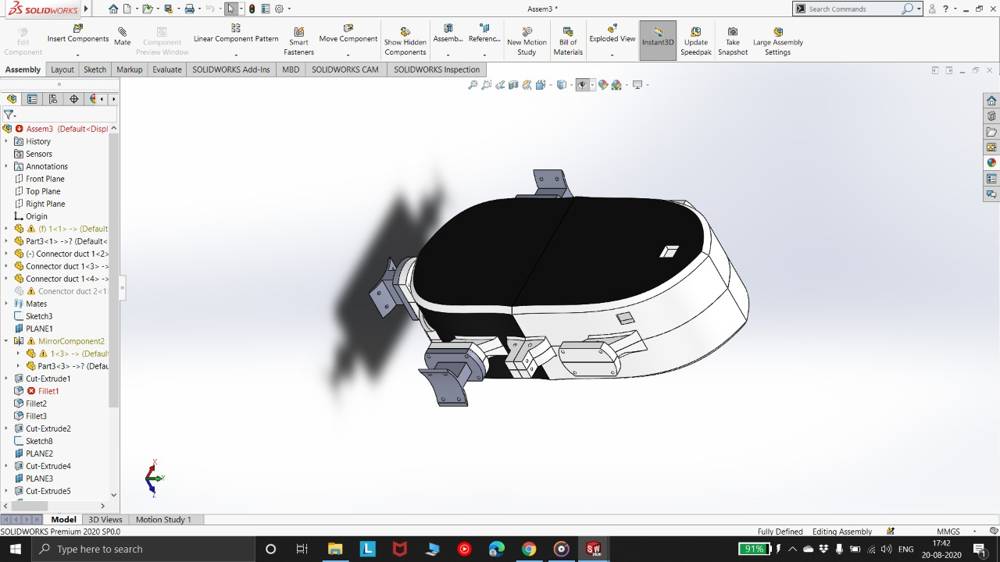 SOLIDWORKS
Assem3 *
Search Commands
Edit Component
Insert Components
Mate
Component Preview Window
Linear Component Pattern
Smart Fasteners
Move Component
Show Hidden Components
Assemb...
Referenc...
New Motion Study
Bill of Materials
Exploded View
Instant3D
Update Speedpak
Take Snapshot
Large Assembly Settings
Assembly
Layout
Sketch
Markup
Evaluate
SOLIDWORKS Add-Ins
MBD
SOLIDWORKS CAM
SOLIDWORKS Inspection
Assem3 (Default<Displ
History
Sensors
Annotations
Front Plane
Top Plane
Right Plane
Origin
(f) 1<1> -> (Default
Part3<1> ->? (Default<
(-) Connector duct 1<2>
Connector duct 1<3> ->
Connector duct 1<4> ->
Conenctor duct 2<1>
Mates
Sketch3
PLANE1
MirrorComponent2
1<3> -> (Default
Part3<3> ->? (Defau
Cut-Extrude1
Fillet1
Fillet2
Fillet3
Cut-Extrude2
Sketch8
PLANE2
Cut-Extrude4
PLANE3
Cut-Extrude5
X
Y
Z
Model
3D Views
Motion Study 1
SOLIDWORKS Premium 2020 SP0.0
Fully Defined
Editing Assembly
MMGS
Type here to search
91%
ENG
17:42
20-08-2020